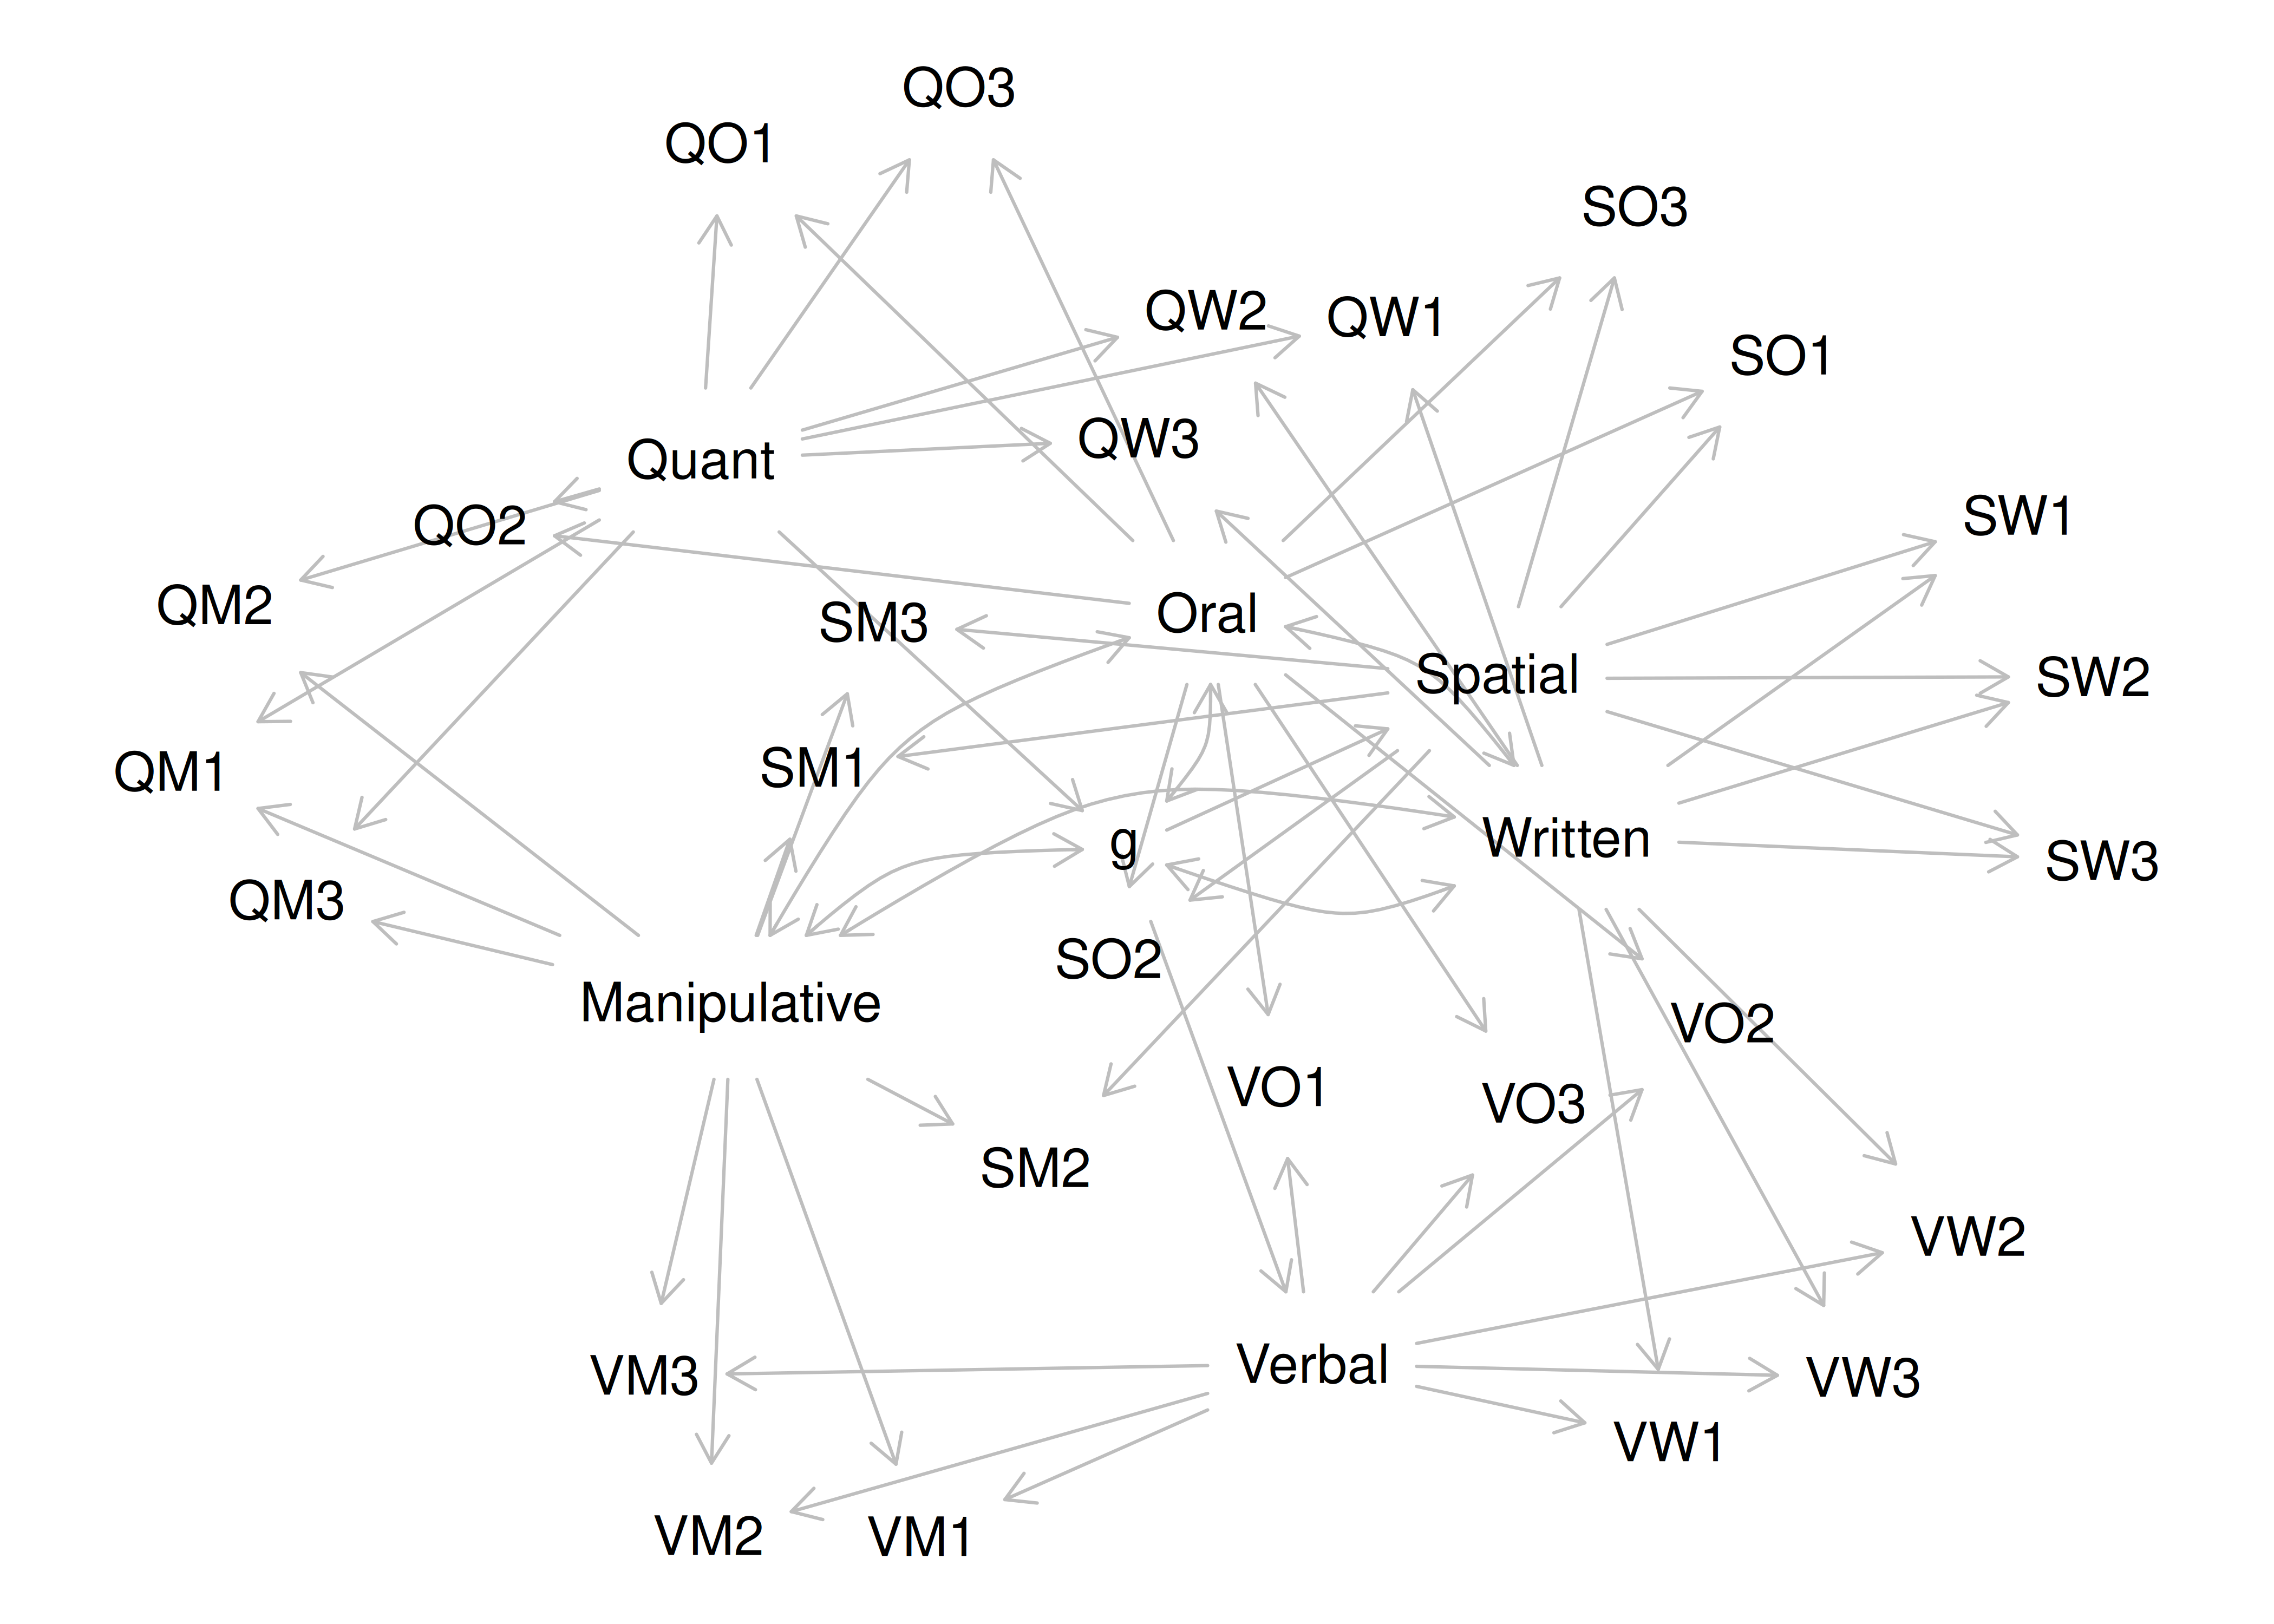 QO3
QO1
SO3
QW2
QW1
SO1
QW3
Quant
SW1
QO2
QM2
SM3
Oral
Spatial
SW2
SM1
QM1
g
Written
SW3
QM3
SO2
Manipulative
VO2
VO1
VO3
SM2
VW2
Verbal
VM3
VW3
VW1
VM2
VM1